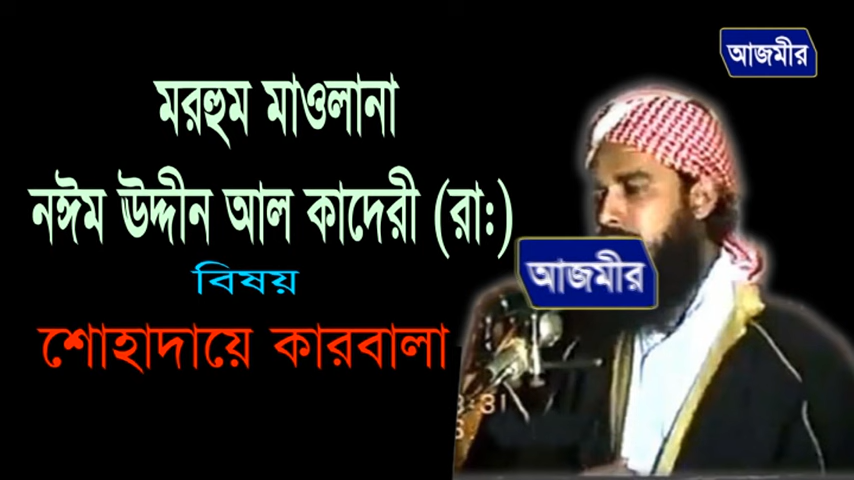 আজমীর
মরহুম মাওলানা
নঈম উদ্দীন আল কাদেরী (রা:)
বিষয়
আজমীর
শোহাদায়ে কারবালা